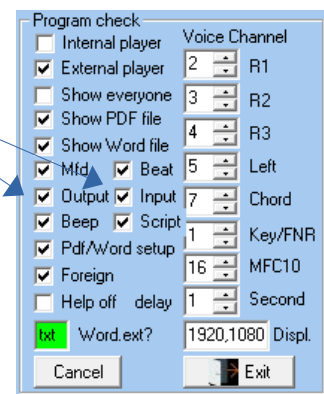 Program check
Internal player Voice Channel
External player 2 R1
Show everyone 3 R2
Show PDF file
Show Word file 4 R3
Mfd Beat 5 Left
Output Input 7 Chord
Beep Script 1 Key/FNR
Pdf/Word setup
Foreign 16 MFC10
Help off delay 1 Second
txt Word.ext? 1920,1080 Displ.
Cancel Exit